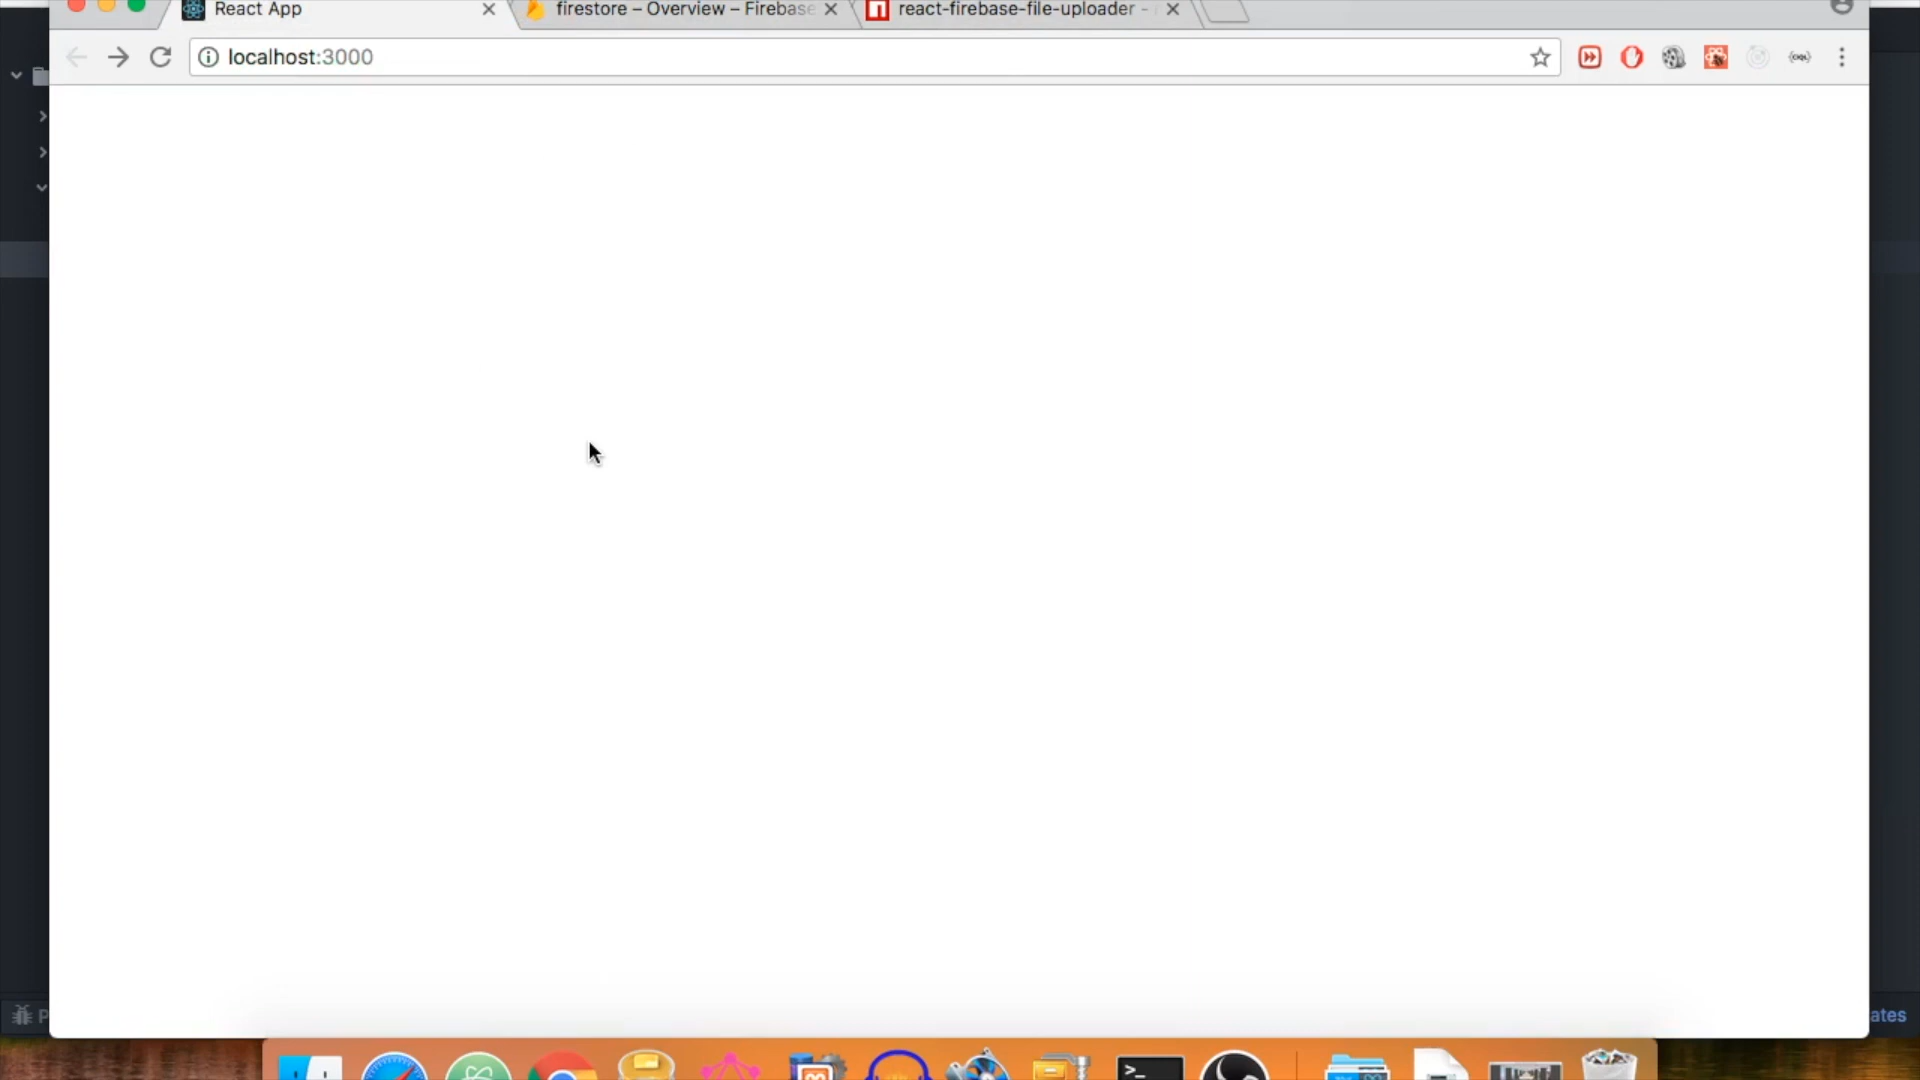 React App
firestore – Overview – Firebase
react-firebase-file-uploader -
localhost:3000
P
ates